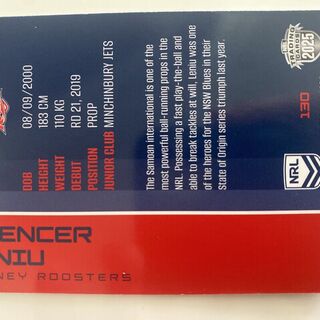 ENCER
NIU
NEY ROOSTERS
DOB 08/09/2000
HEIGHT 183 CM
WEIGHT 110 KG
DEBUT RD 21, 2019
POSITION PROP
JUNIOR CLUB MINCHINBURY JETS
The Samoan international is one of the
most powerful ball-running props in the
NRL. Possessing a fast play-the-ball and
able to break tackles at will, Leniu was one
of the heroes for the NSW Blues in their
State of Origin series triumph last year.
NRL
130
2025